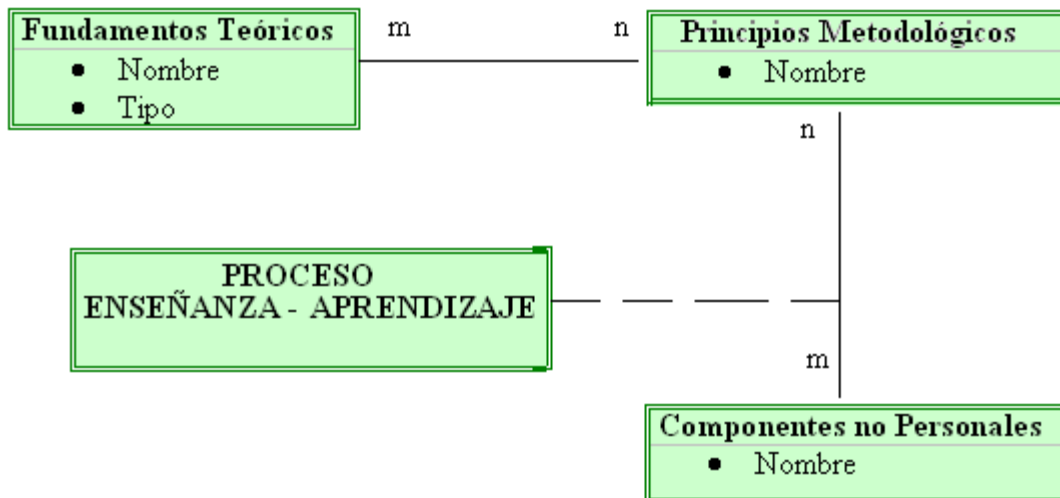 Fundamentos Teóricos
● Nombre
● Tipo
m
n
Principios Metodológicos
● Nombre
n
PROCESO
ENSEÑANZA - APRENDIZAJE
m
Componentes no Personales
● Nombre